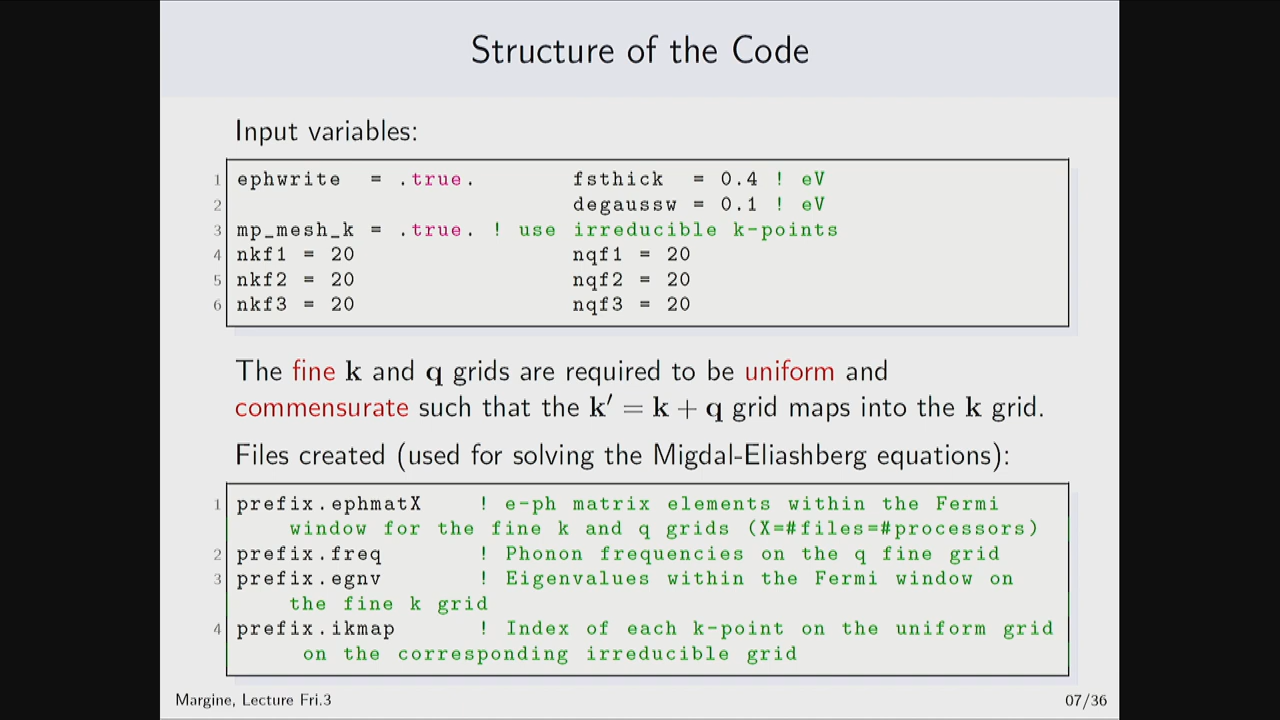 Structure of the Code
Input variables:
1 ephwrite = .true. fsthick = 0.4 ! eV
2 degaussw = 0.1 ! eV
3 mp_mesh_k = .true. ! use irreducible k-points
4 nkf1 = 20 nqf1 = 20
5 nkf2 = 20 nqf2 = 20
6 nkf3 = 20 nqf3 = 20
The fine k and q grids are required to be uniform and
commensurate such that the k′ = k + q grid maps into the k grid.
Files created (used for solving the Migdal-Eliashberg equations):
1 prefix.ephmatX ! e-ph matrix elements within the Fermi
window for the fine k and q grids (X=#files=#processors)
2 prefix.freq ! Phonon frequencies on the q fine grid
3 prefix.egnv ! Eigenvalues within the Fermi window on
the fine k grid
4 prefix.ikmap ! Index of each k-point on the uniform grid
on the corresponding irreducible grid
Margine, Lecture Fri.3 07/36